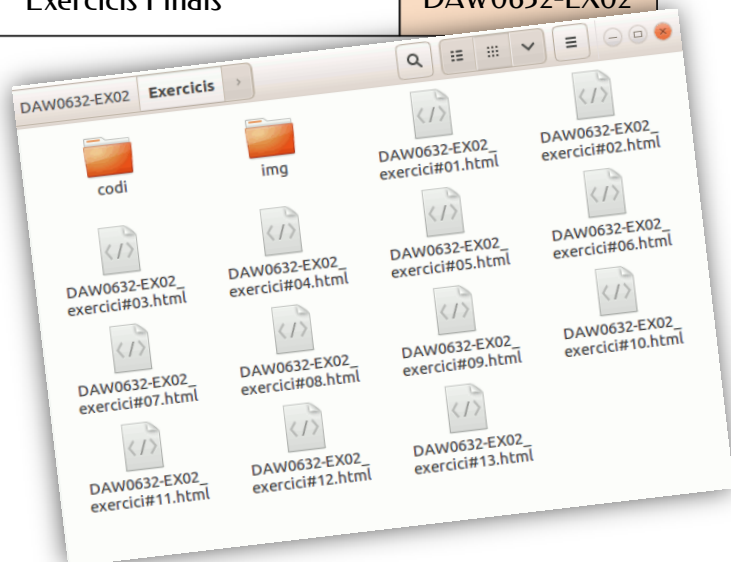 Exercicis Finals
DAW0632-EX02
DAW0632-EX02 Exercicis
codi
img
DAW0632-EX02_
exercici#01.html
DAW0632-EX02_
exercici#02.html
DAW0632-EX02_
exercici#03.html
DAW0632-EX02_
exercici#04.html
DAW0632-EX02_
exercici#05.html
DAW0632-EX02_
exercici#06.html
DAW0632-EX02_
exercici#07.html
DAW0632-EX02_
exercici#08.html
DAW0632-EX02_
exercici#09.html
DAW0632-EX02_
exercici#10.html
DAW0632-EX02_
exercici#11.html
DAW0632-EX02_
exercici#12.html
DAW0632-EX02_
exercici#13.html